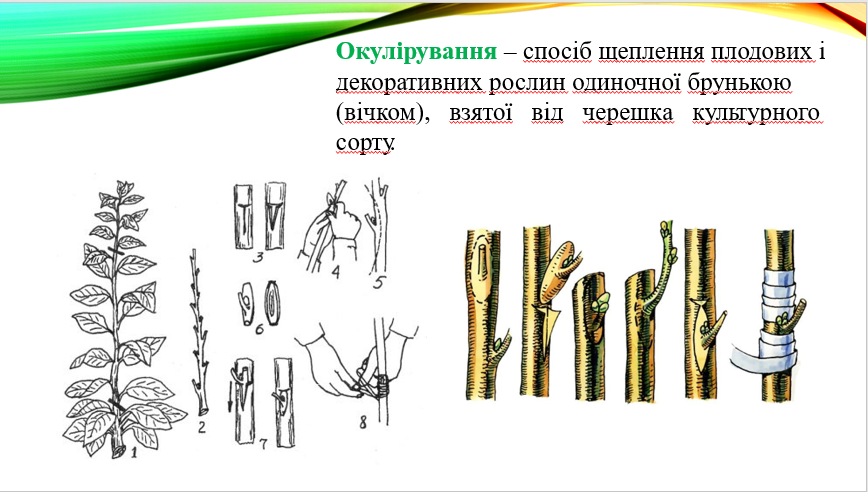 Окулірування – спосіб щеплення плодових і
декоративних рослин одиночної брунькою
(вічком), взятої від черешка культурного
сорту.
3
4
5
6
2
7
8
1